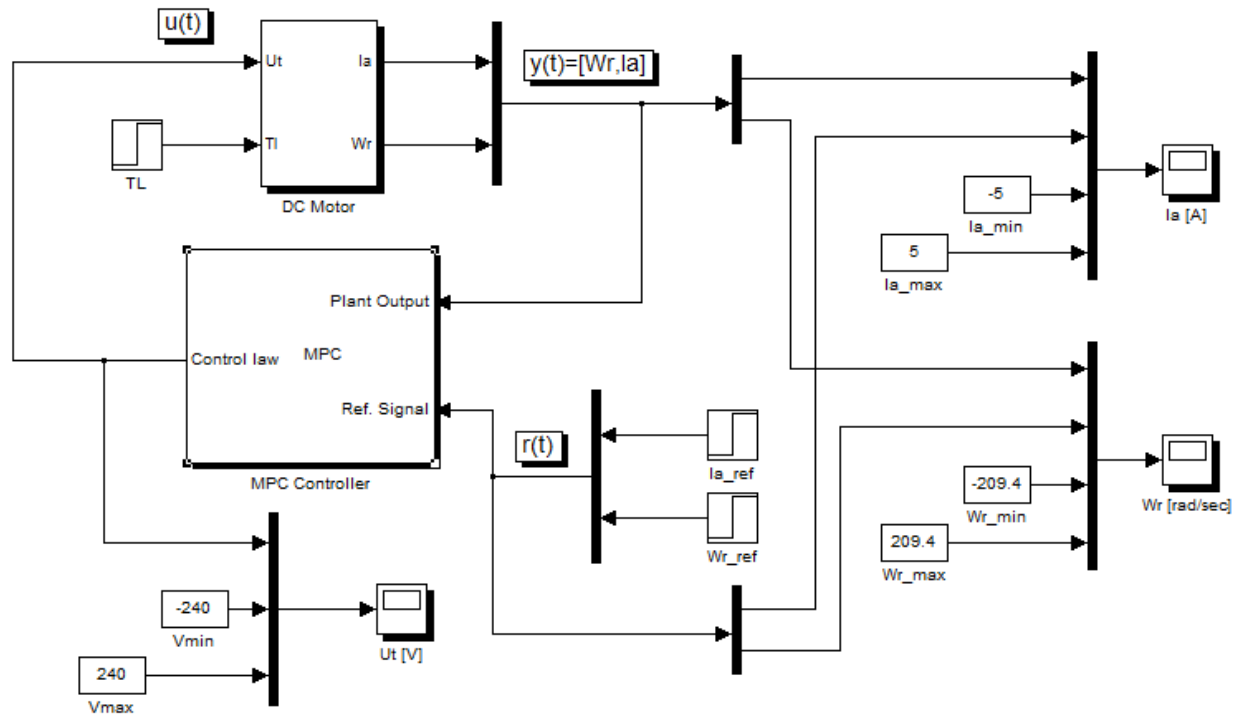 u(t)
Ut
Ia
Tl
Wr
DC Motor
TL
y(t)=[Wr,Ia]
Ia [A]
-5
Ia_min
5
Ia_max
Plant Output
Control law
MPC
Ref. Signal
MPC Controller
r(t)
Ia_ref
Wr_ref
-209.4
Wr_min
209.4
Wr_max
Wr [rad/sec]
-240
Vmin
240
Vmax
Ut [V]